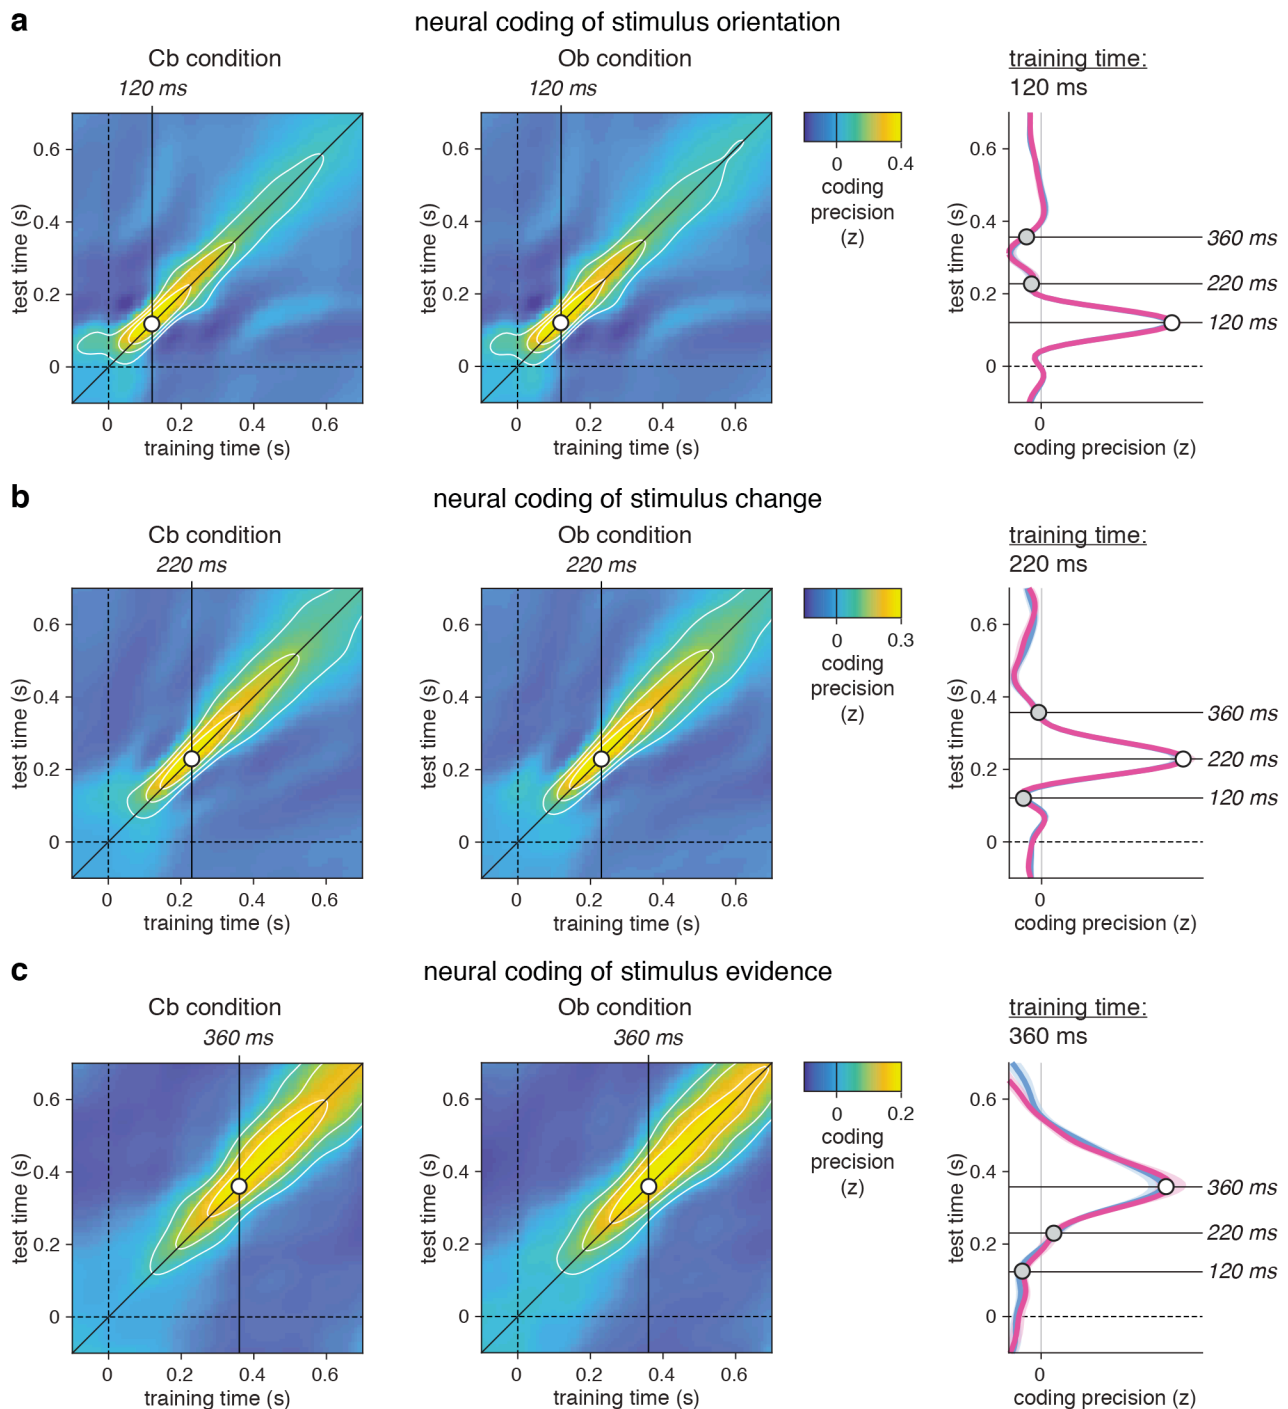 a
neural coding of stimulus orientation
Cb condition
120 ms
Ob condition
120 ms
training time:
120 ms
0.6
0.4
0.2
0
test time (s)
0
0.2
0.4
0.6
training time (s)
0.6
0.4
0.2
0
test time (s)
0
0.2
0.4
0.6
training time (s)
0
0.4
coding
precision
(z)
0.6
0.4
0.2
0
test time (s)
360 ms
220 ms
120 ms
0
coding precision (z)
b
neural coding of stimulus change
Cb condition
220 ms
Ob condition
220 ms
training time:
220 ms
0.6
0.4
0.2
0
test time (s)
0
0.2
0.4
0.6
training time (s)
0.6
0.4
0.2
0
test time (s)
0
0.2
0.4
0.6
training time (s)
0
0.3
coding
precision
(z)
0.6
0.4
0.2
0
test time (s)
360 ms
220 ms
120 ms
0
coding precision (z)
c
neural coding of stimulus evidence
Cb condition
360 ms
Ob condition
360 ms
training time:
360 ms
0.6
0.4
0.2
0
test time (s)
0
0.2
0.4
0.6
training time (s)
0.6
0.4
0.2
0
test time (s)
0
0.2
0.4
0.6
training time (s)
0
0.2
coding
precision
(z)
0.6
0.4
0.2
0
test time (s)
360 ms
220 ms
120 ms
0
coding precision (z)